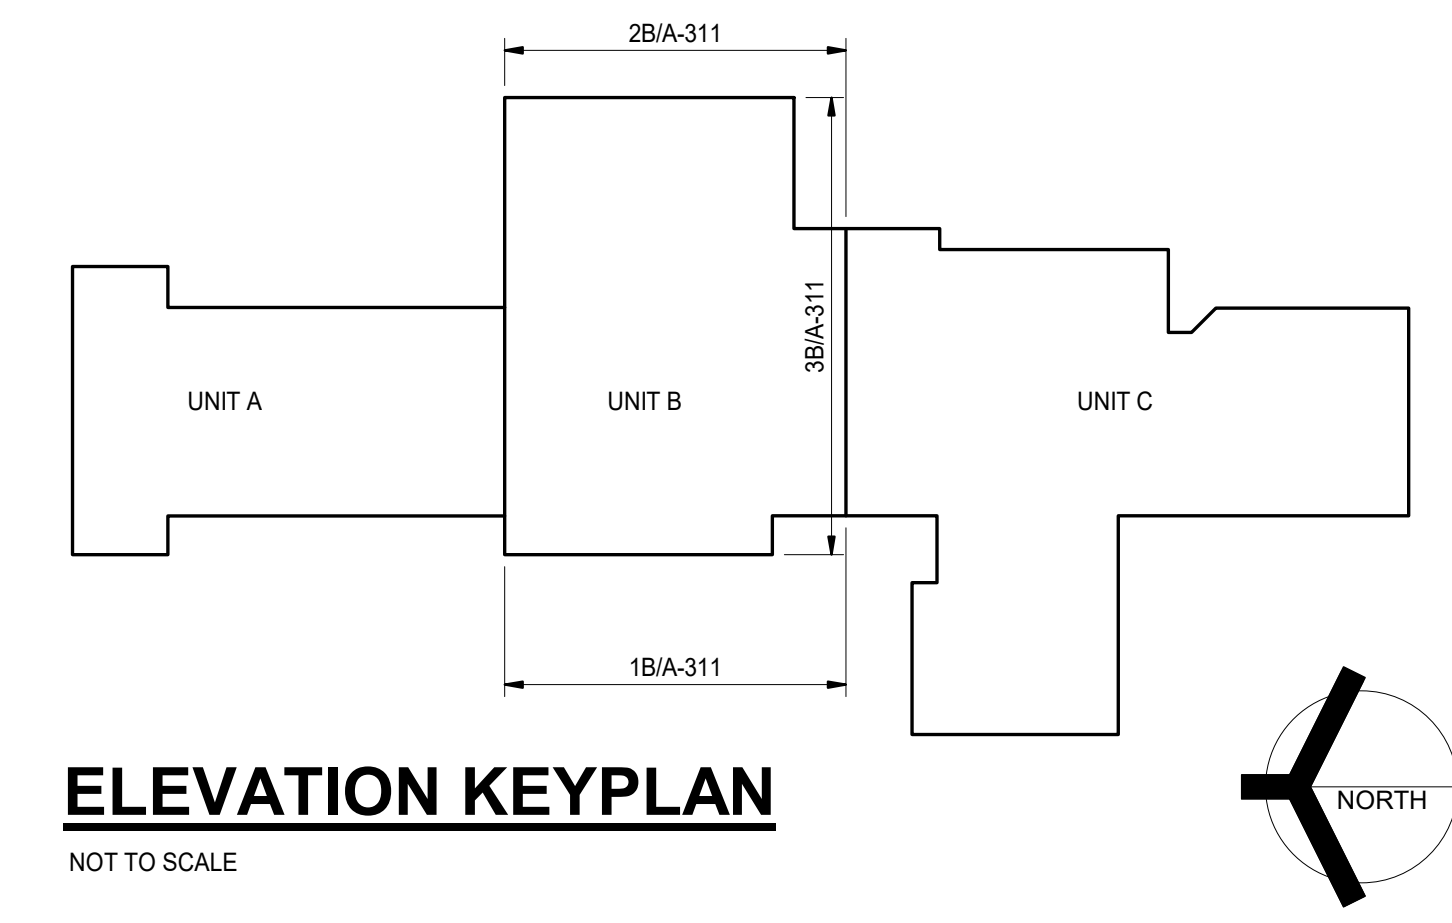 2B/A-311
3B/A-311
UNIT A
UNIT B
UNIT C
1B/A-311
ELEVATION KEYPLAN
NORTH
NOT TO SCALE